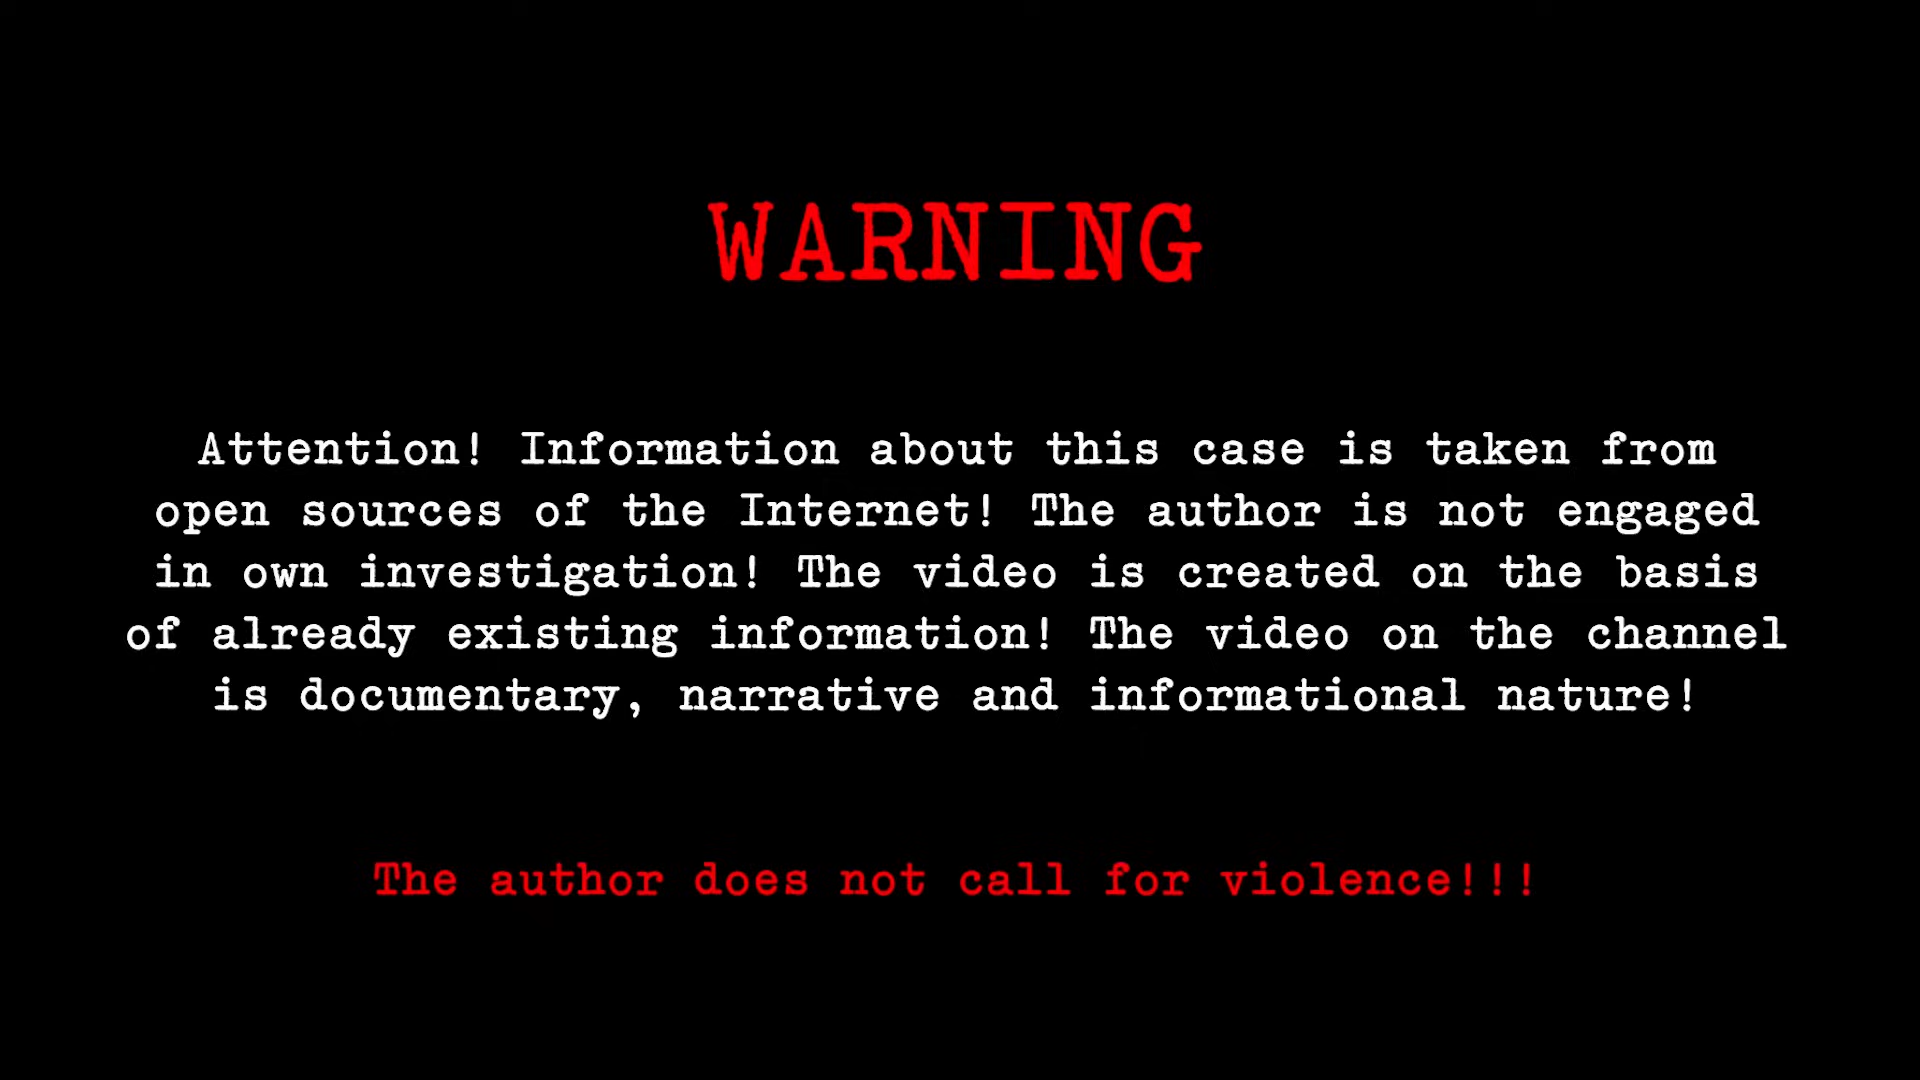 WARNING
Attention! Information about this case is taken from
open sources of the Internet! The author is not engaged
in own investigation! The video is created on the basis
of already existing information! The video on the channel
is documentary, narrative and informational nature!
The author does not call for violence!!!